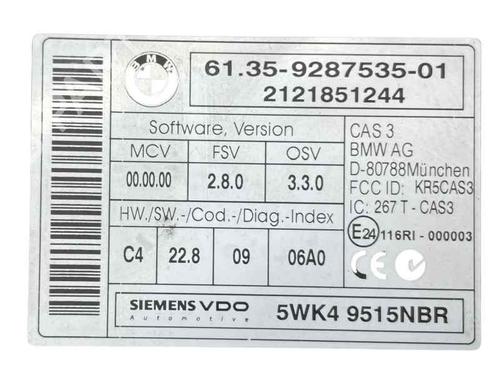 BMW
61.35-9287535-01
2121851244
Software, Version
MCV FSV OSV
00.00.00 2.8.0 3.3.0
HW./SW.-/Cod.-/Diag.-Index
C4 22.8 09 06A0
CAS 3
BMW AG
D-80788München
FCC ID: KR5CAS3
IC: 267 T - CAS3
E24 116RI - 000003
CE N
SIEMENS VDO
Automotive
5WK4 9515NBR